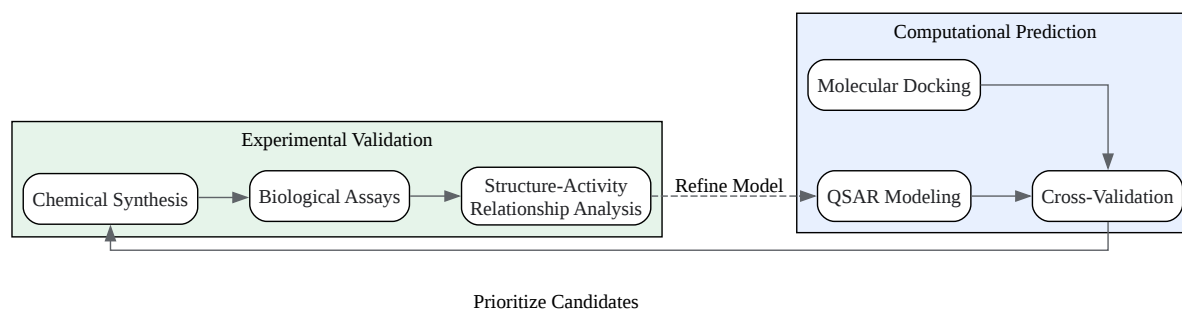 Computational Prediction
Molecular Docking
Experimental Validation
Chemical Synthesis
Biological Assays
Structure-Activity
Relationship Analysis
Refine Model
QSAR Modeling
Cross-Validation
Prioritize Candidates